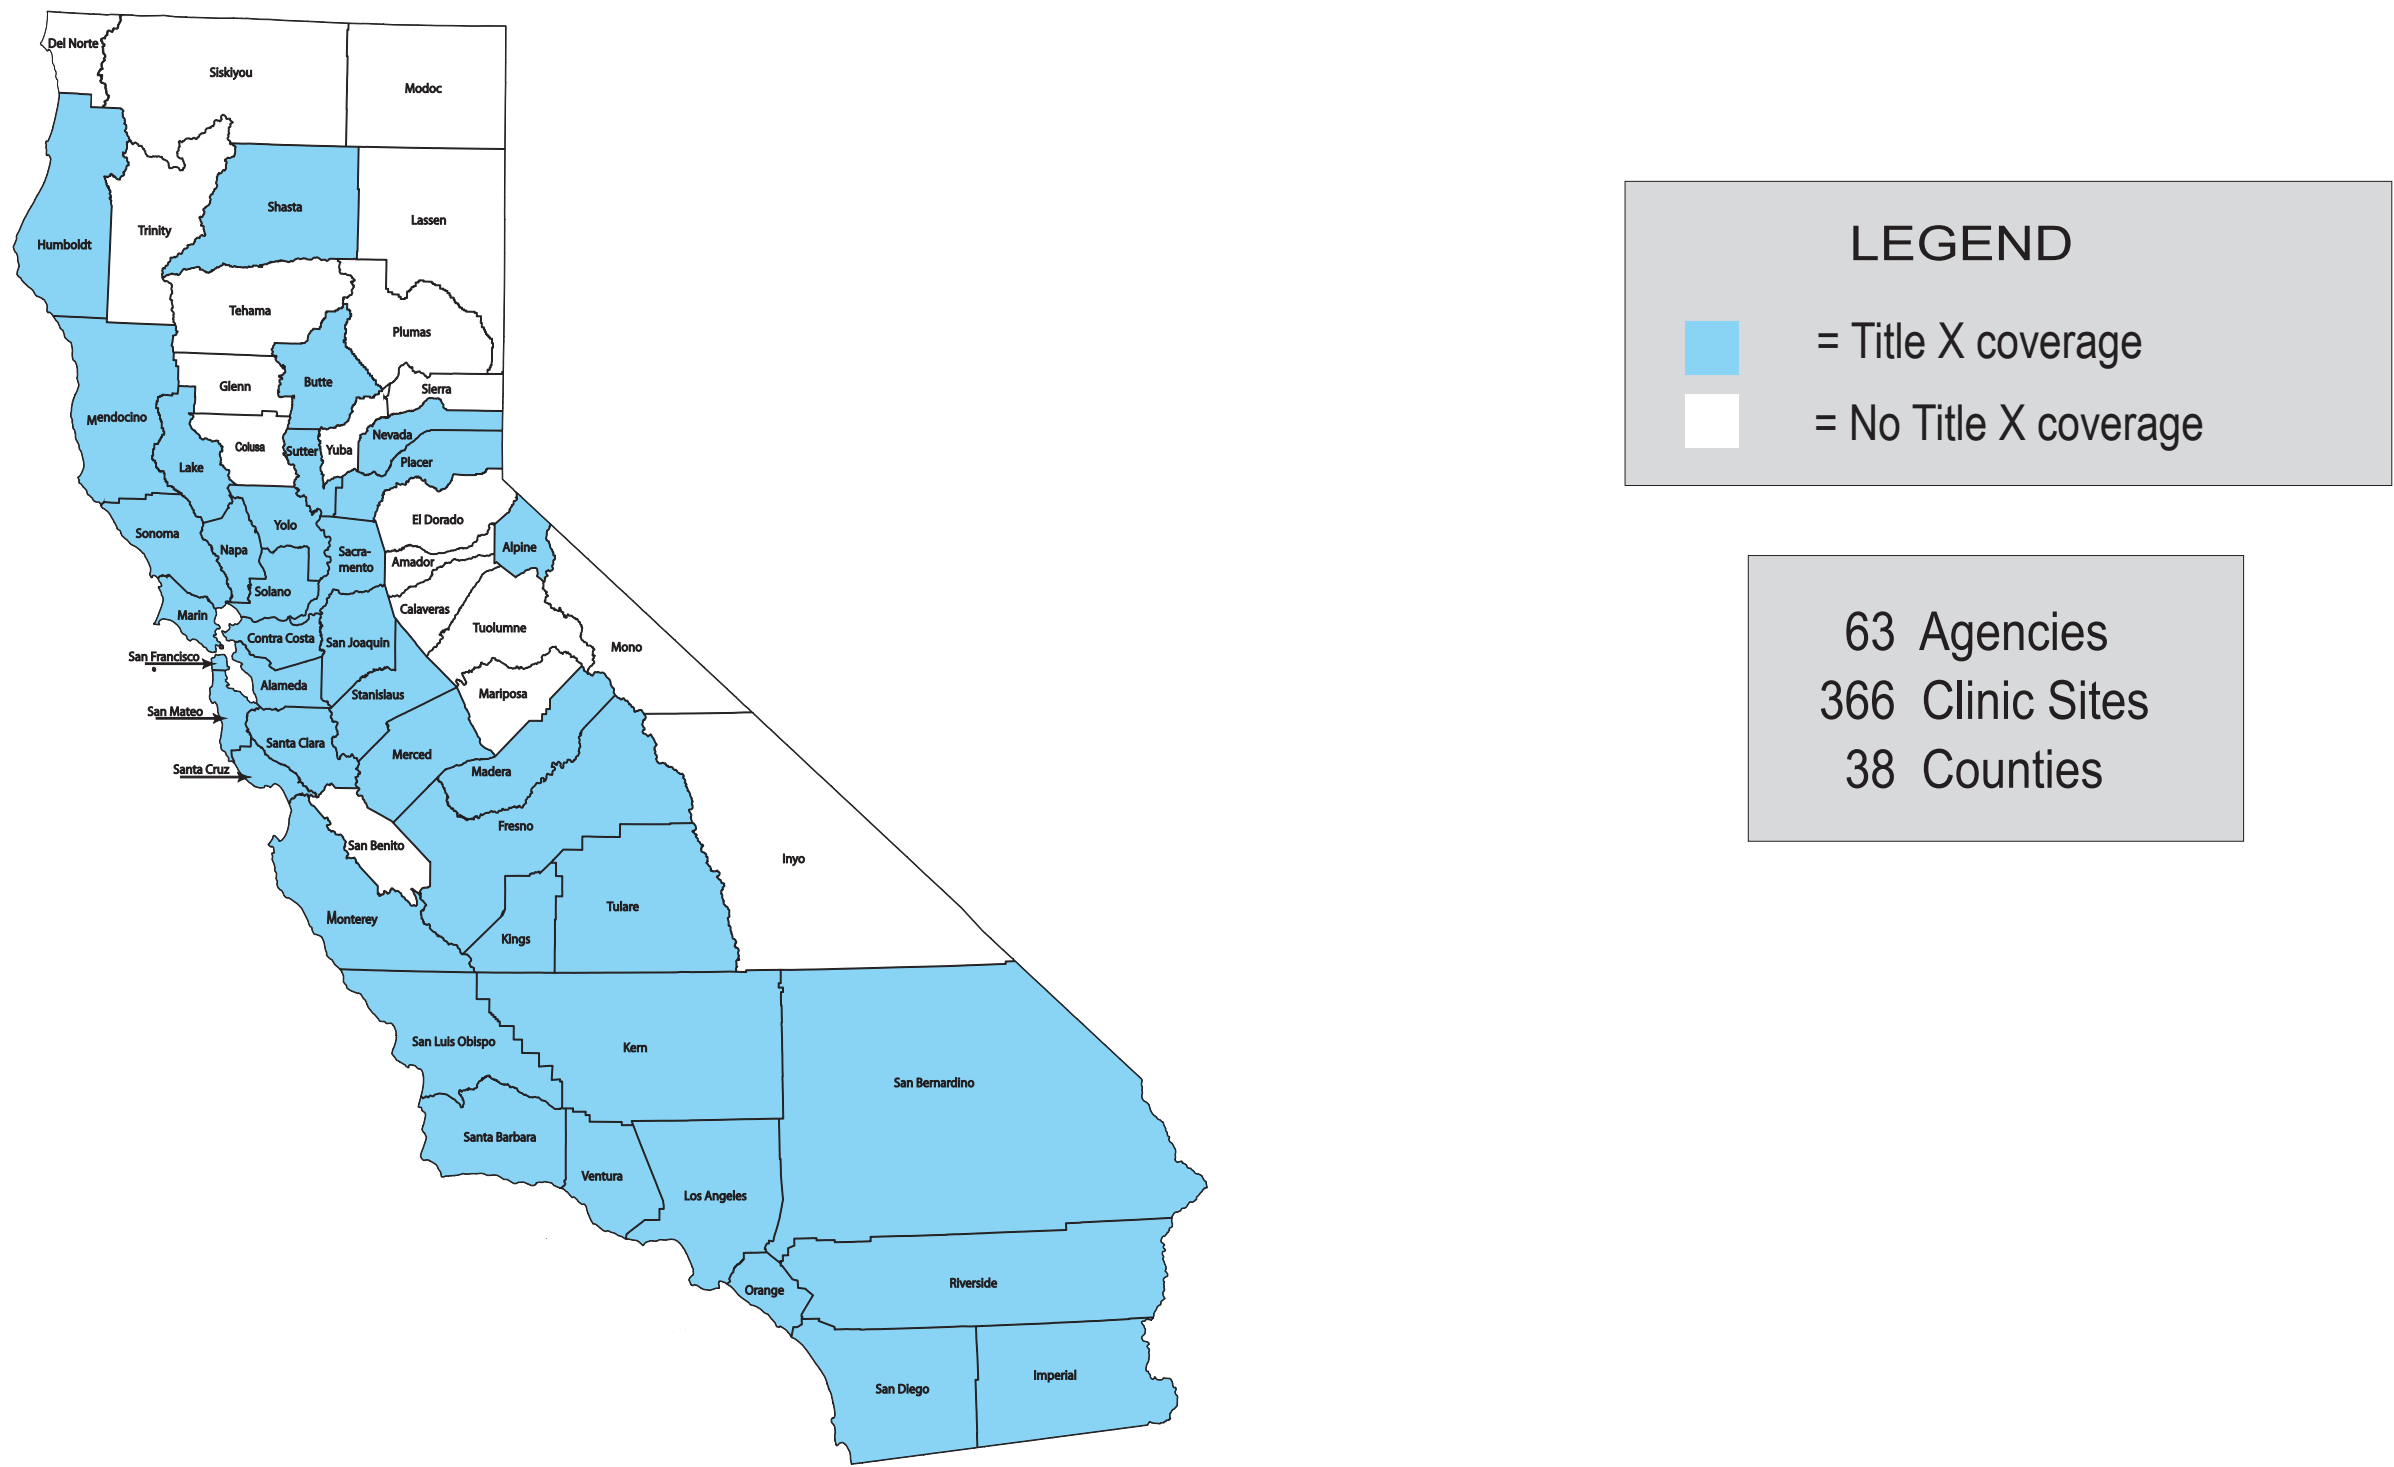 Del Norte
Siskiyou
Modoc
Shasta
Lassen
Trinity
Humboldt
Tehama
Plumas
Butte
Glenn
Sierra
Mendocino
Nevada
Colusa
Sutter
Yuba
Placer
Lake
El Dorado
Yolo
Sonoma
Napa
Sacra-
mento
Alpine
Amador
Solano
Calaveras
Marin
Tuolumne
Contra Costa
San Joaquin
Mono
San Francisco
Alameda
Stanislaus
Mariposa
San Mateo
Santa Clara
Merced
Santa Cruz
Madera
Fresno
San Benito
Inyo
Tulare
Monterey
Kings
San Luis Obispo
Kern
San Bernardino
Santa Barbara
Ventura
Los Angeles
Riverside
Orange
San Diego
Imperial
LEGEND
= Title X coverage
= No Title X coverage
63 Agencies
366 Clinic Sites
38 Counties